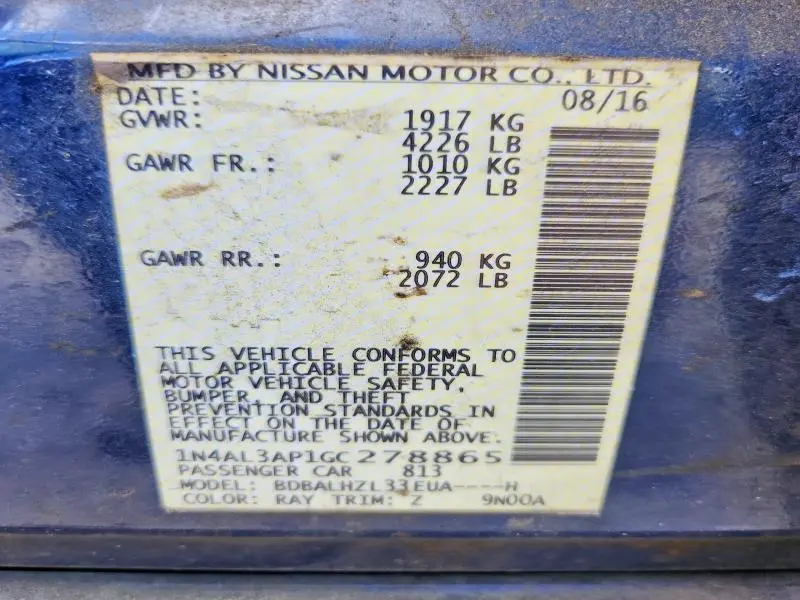 MFD BY NISSAN MOTOR CO., LTD.
DATE: 08/16
GVWR: 1917 KG
4226 LB
GAWR FR.: 1010 KG
2227 LB
GAWR RR.: 940 KG
2072 LB
THIS VEHICLE CONFORMS TO
ALL APPLICABLE FEDERAL
MOTOR VEHICLE SAFETY,
BUMPER, AND THEFT
PREVENTION STANDARDS IN
EFFECT ON THE DATE OF
MANUFACTURE SHOWN ABOVE.
1N4AL3AP1GC278865
PASSENGER CAR 813
MODEL: BDBALHZL33EUA----H
COLOR: RAY TRIM: Z 9N00A